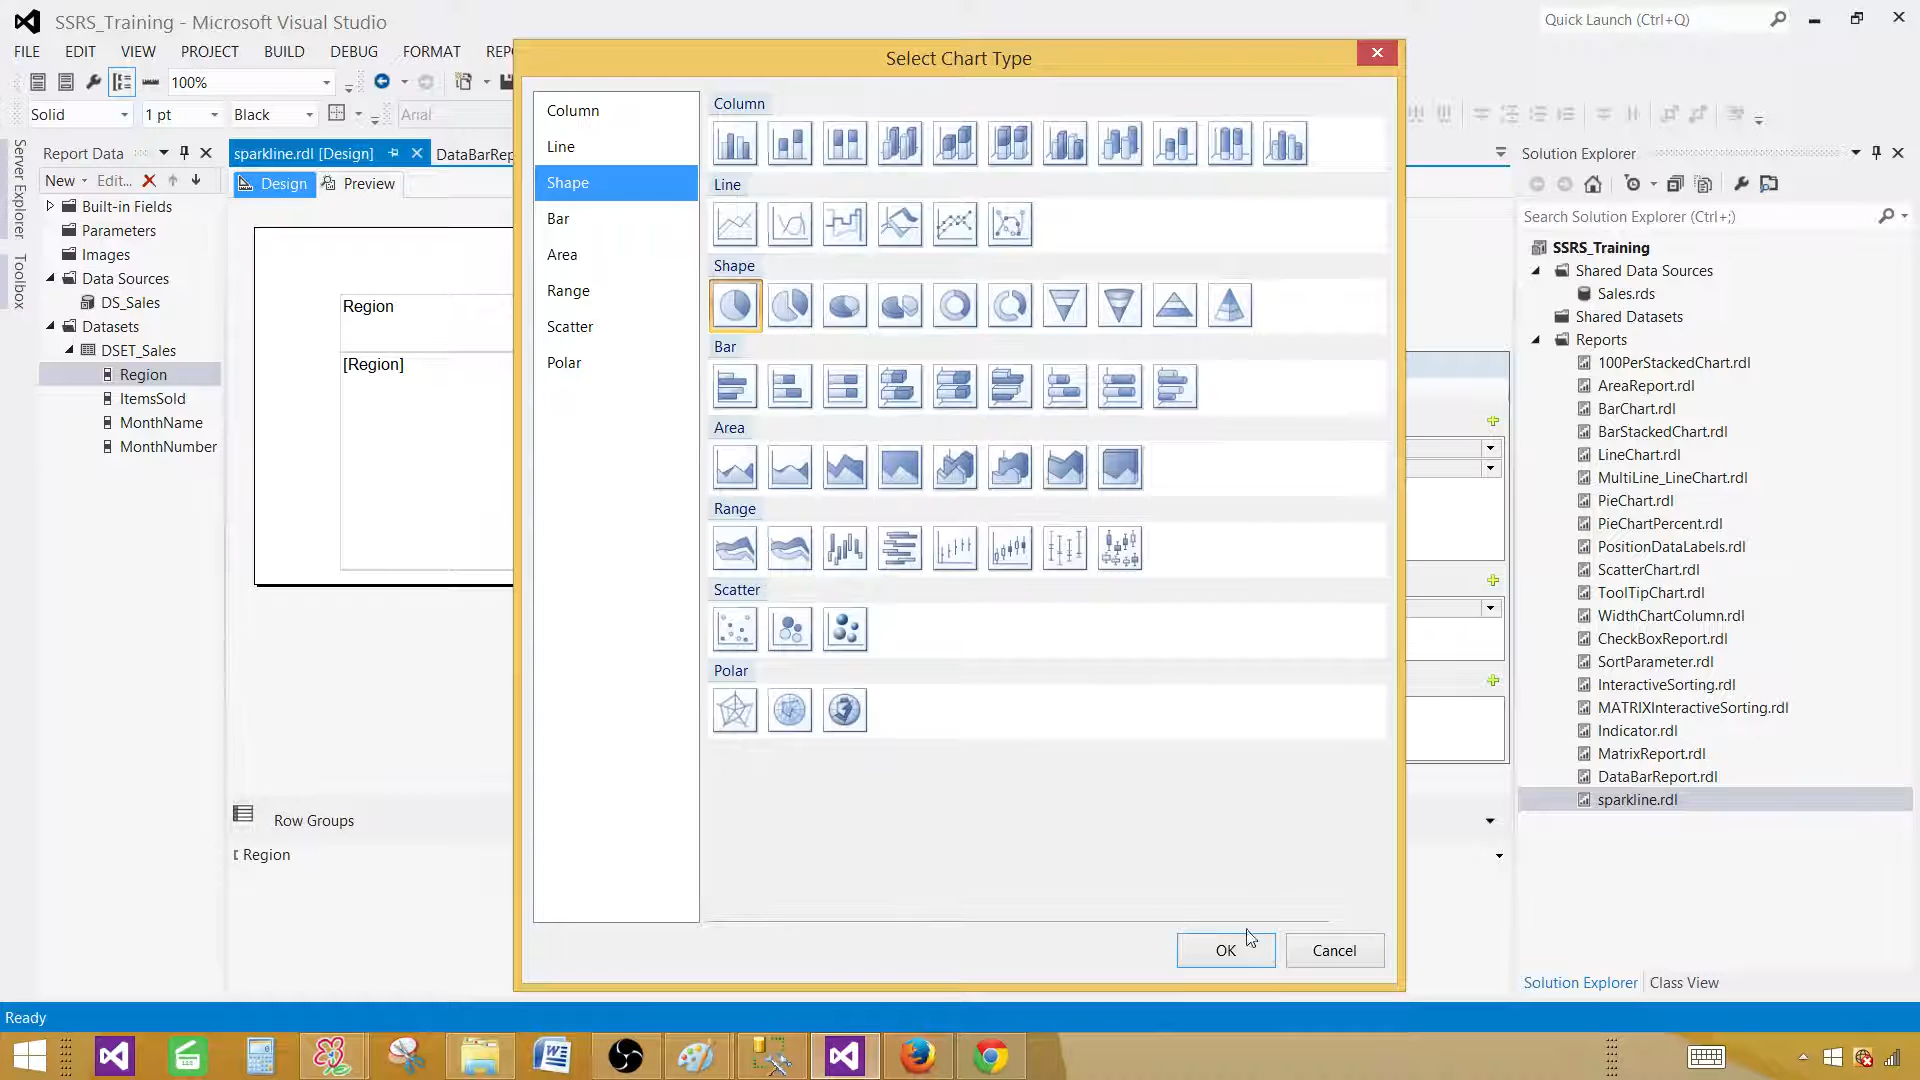 SSRS_Training - Microsoft Visual Studio
Quick Launch (Ctrl+Q)
FILE EDIT VIEW PROJECT BUILD DEBUG FORMAT REP
Select Chart Type
100%
Solid 1 pt Black Arial
Server Explorer
Toolbox
Report Data
New Edit...
Built-in Fields
Parameters
Images
Data Sources
DS_Sales
Datasets
DSET_Sales
Region
ItemsSold
MonthName
MonthNumber
sparkline.rdl [Design] DataBarRep
Design Preview
Region
[Region]
Row Groups
Region
Column
Line
Shape
Bar
Area
Range
Scatter
Polar
Column
Line
Shape
Bar
Area
Range
Scatter
Polar
OK Cancel
Solution Explorer
Search Solution Explorer (Ctrl+;)
SSRS_Training
Shared Data Sources
Sales.rds
Shared Datasets
Reports
100PerStackedChart.rdl
AreaReport.rdl
BarChart.rdl
BarStackedChart.rdl
LineChart.rdl
MultiLine_LineChart.rdl
PieChart.rdl
PieChartPercent.rdl
PositionDataLabels.rdl
ScatterChart.rdl
ToolTipChart.rdl
WidthChartColumn.rdl
CheckBoxReport.rdl
SortParameter.rdl
InteractiveSorting.rdl
MATRIXInteractiveSorting.rdl
Indicator.rdl
MatrixReport.rdl
DataBarReport.rdl
sparkline.rdl
Solution Explorer Class View
Ready